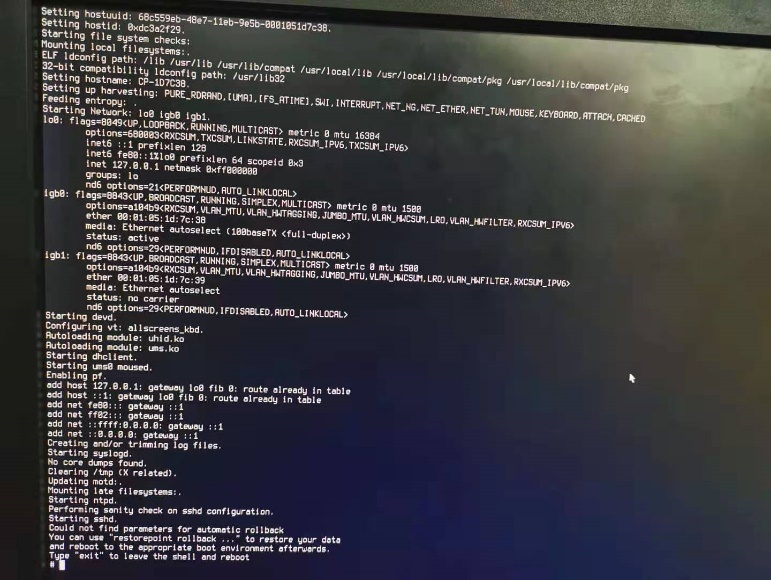 Setting hostuuid: 68c559eb-48e7-11eb-9e5b-0001051d7c38.
Setting hostid: 0xdc3a2f29.
Starting file system checks:
Mounting local filesystems:.
ELF ldconfig path: /lib /usr/lib /usr/lib/compat /usr/local/lib /usr/local/lib/compat/pkg /usr/local/lib/compat/pkg
32-bit compatibility ldconfig path: /usr/lib32
Setting hostname: CP-1D7C38.
Setting up harvesting: PURE_RDRAND,[UMA],[FS_ATIME],SWI,INTERRUPT,NET_NG,NET_ETHER,NET_TUN,MOUSE,KEYBOARD,ATTACH,CACHED
Feeding entropy: .
Starting Network: lo0 igb0 igb1.
lo0: flags=8049<UP,LOOPBACK,RUNNING,MULTICAST> metric 0 mtu 16384
options=680003<RXCSUM,TXCSUM,LINKSTATE,RXCSUM_IPV6,TXCSUM_IPV6>
inet6 ::1 prefixlen 128
inet6 fe80::1%lo0 prefixlen 64 scopeid 0x3
inet 127.0.0.1 netmask 0xff000000
groups: lo
nd6 options=21<PERFORMNUD,AUTO_LINKLOCAL>
igb0: flags=8843<UP,BROADCAST,RUNNING,SIMPLEX,MULTICAST> metric 0 mtu 1500
options=a104b9<RXCSUM,VLAN_MTU,VLAN_HWTAGGING,JUMBO_MTU,VLAN_HWCSUM,LRO,VLAN_HWFILTER,RXCSUM_IPV6>
ether 00:01:05:1d:7c:38
media: Ethernet autoselect (100baseTX <full-duplex>)
status: active
nd6 options=29<PERFORMNUD,IFDISABLED,AUTO_LINKLOCAL>
igb1: flags=8843<UP,BROADCAST,RUNNING,SIMPLEX,MULTICAST> metric 0 mtu 1500
options=a104b9<RXCSUM,VLAN_MTU,VLAN_HWTAGGING,JUMBO_MTU,VLAN_HWCSUM,LRO,VLAN_HWFILTER,RXCSUM_IPV6>
ether 00:01:05:1d:7c:39
media: Ethernet autoselect
status: no carrier
nd6 options=29<PERFORMNUD,IFDISABLED,AUTO_LINKLOCAL>
Starting devd.
Configuring vt: allscreens_kbd.
Autoloading module: uhid.ko
Autoloading module: ums.ko
Starting dhclient.
Starting ums0 moused.
Enabling pf.
add host 127.0.0.1: gateway lo0 fib 0: route already in table
add host ::1: gateway lo0 fib 0: route already in table
add net fe80::: gateway ::1
add net ff02::: gateway ::1
add net ::ffff:0.0.0.0: gateway ::1
add net ::0.0.0.0: gateway ::1
Creating and/or trimming log files.
Starting syslogd.
No core dumps found.
Clearing /tmp (X related).
Updating motd:.
Mounting late filesystems:.
Starting ntpd.
Performing sanity check on sshd configuration.
Starting sshd.
Could not find parameters for automatic rollback
You can use "restorepoint rollback ..." to restore your data
and reboot to the appropriate boot environment afterwards.
Type "exit" to leave the shell and reboot
#